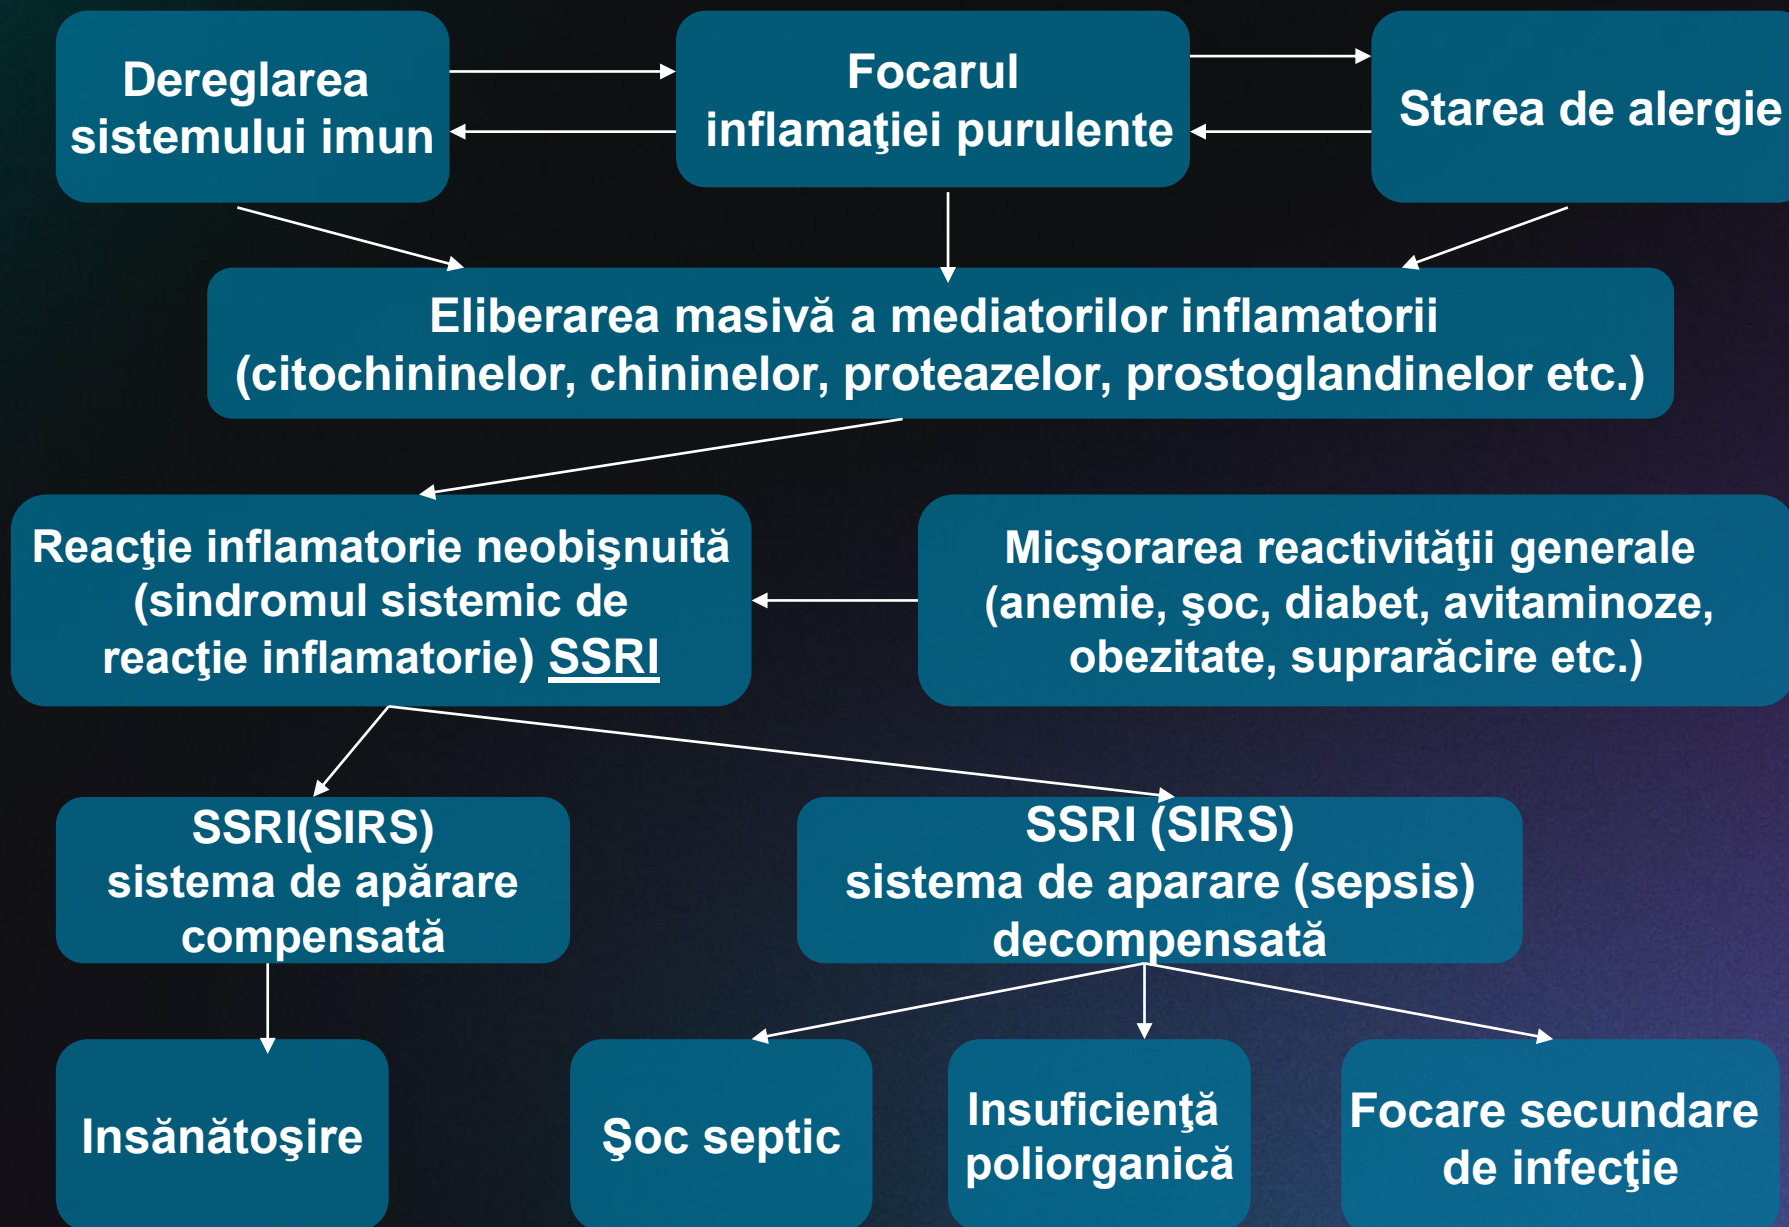 Dereglarea
sistemului imun
Focarul
inflamaţiei purulente
Starea de alergie
Eliberarea masivă a mediatorilor inflamatorii
(citochininelor, chininelor, proteazelor, prostoglandinelor etc.)
Reacţie inflamatorie neobişnuită
(sindromul sistemic de
reacţie inflamatorie) SSRI
Micşorarea reactivităţii generale
(anemie, şoc, diabet, avitaminoze,
obezitate, suprarăcire etc.)
SSRI(SIRS)
sistema de apărare
compensată
SSRI (SIRS)
sistema de aparare (sepsis)
decompensată
Insănătoşire
Şoc septic
Insuficienţă
poliorganică
Focare secundare
de infecţie